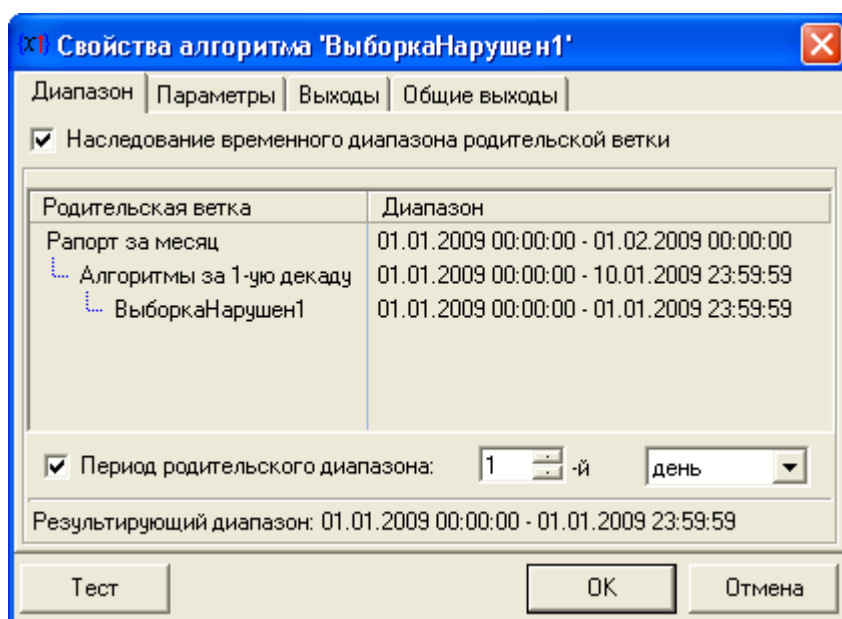 Свойства алгоритма 'ВыборкаНарушен1'
Диапазон Параметры Выходы Общие выходы
Наследование временного диапазона родительской ветки
Родительская ветка Диапазон
Рапорт за месяц 01.01.2009 00:00:00 - 01.02.2009 00:00:00
Алгоритмы за 1-ую декаду 01.01.2009 00:00:00 - 10.01.2009 23:59:59
ВыборкаНарушен1 01.01.2009 00:00:00 - 01.01.2009 23:59:59
Период родительского диапазона: 1 -й день
Результирующий диапазон: 01.01.2009 00:00:00 - 01.01.2009 23:59:59
Тест OK Отмена